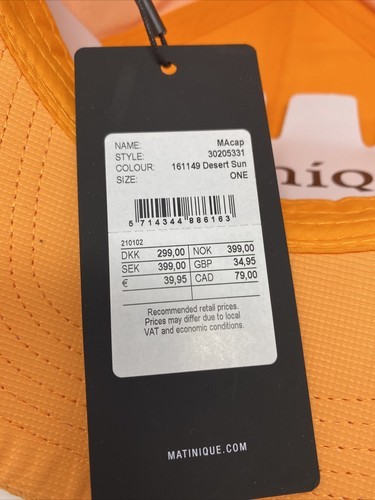 NAME: MAcap
STYLE: 30205331
COLOUR: 161149 Desert Sun
SIZE: ONE
5 714344 886163
210102
DKK 299,00 NOK 399,00
SEK 399,00 GBP 34,95
€ 39,95 CAD 79,00
Recommended retail prices.
Prices may differ due to local
VAT and economic conditions.
MATINIQUE.COM
níq